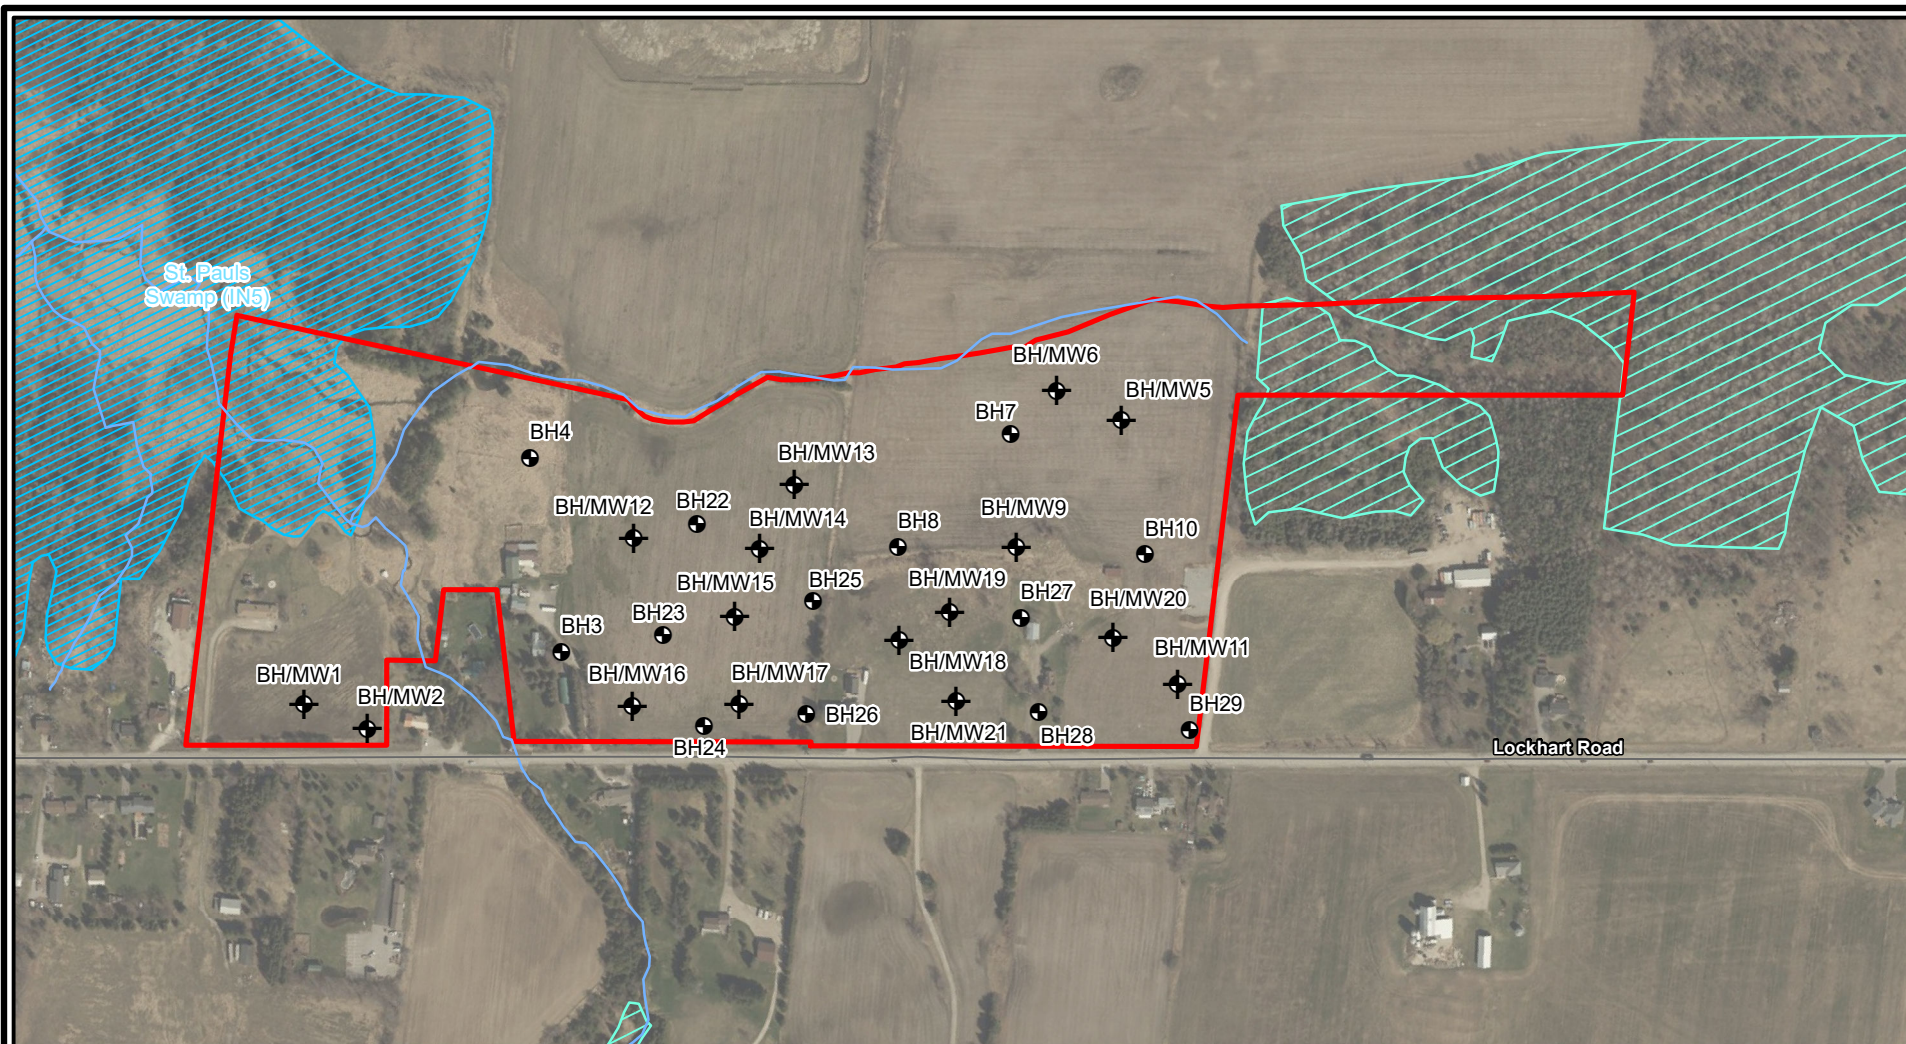 St. Pauls
Swamp (IN5)
BH/MW6
BH/MW5
BH7
BH4
BH/MW13
BH/MW12
BH22
BH/MW14
BH8
BH/MW9
BH10
BH/MW15
BH25
BH/MW19
BH27
BH/MW20
BH23
BH3
BH/MW18
BH/MW11
BH/MW1
BH/MW2
BH/MW16
BH/MW17
BH26
BH29
BH24
BH/MW21
BH28
Lockhart Road